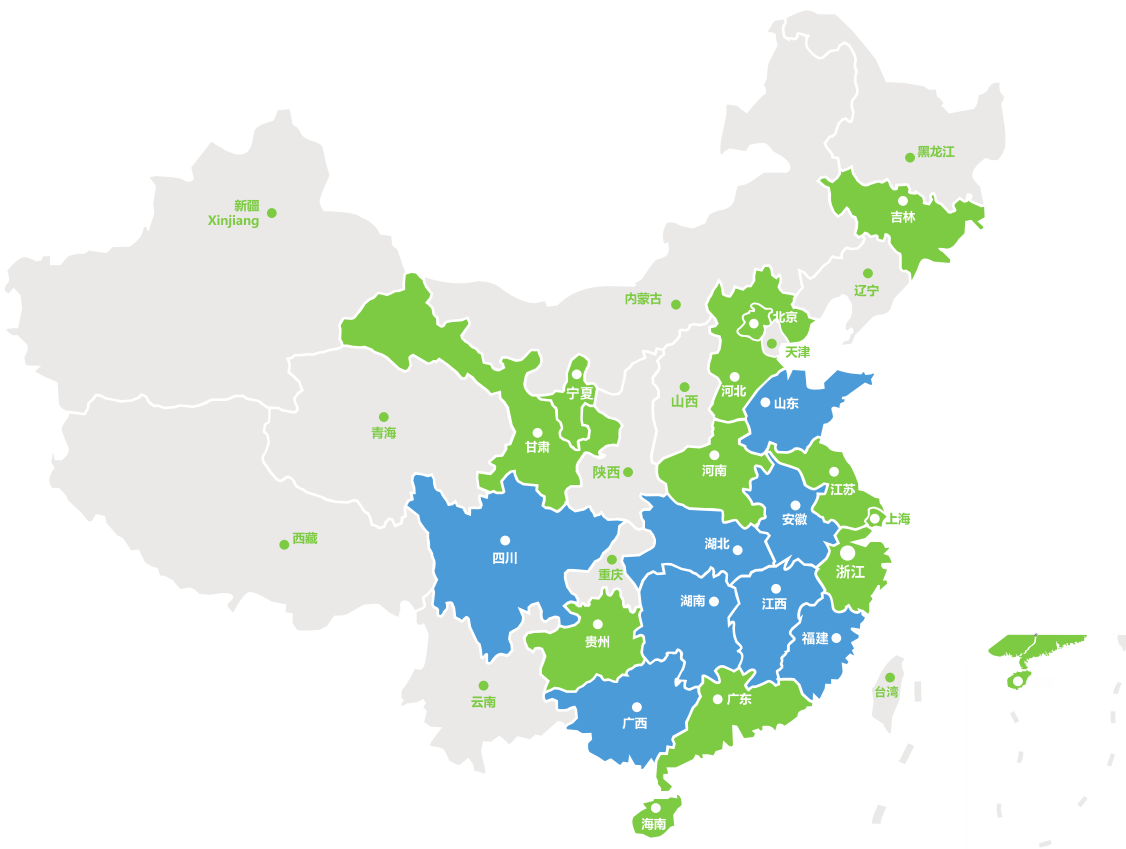 黑龙江
新疆
Xinjiang
吉林
辽宁
内蒙古
北京
天津
宁夏
河北
山西
山东
青海
甘肃
陕西
河南
江苏
安徽
上海
西藏
四川
湖北
重庆
浙江
湖南
江西
贵州
福建
云南
台湾
广东
广西
海南